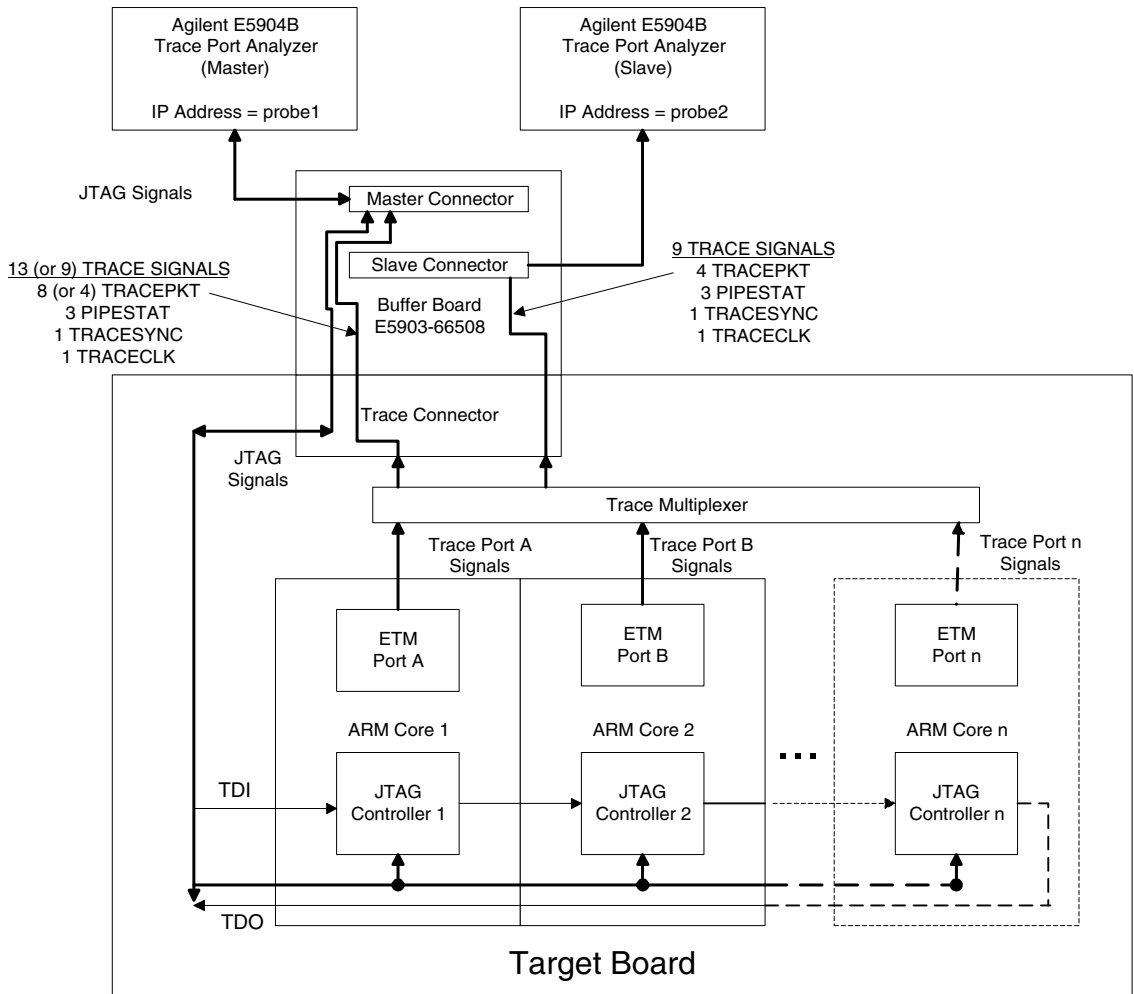 Agilent E5904B
Trace Port Analyzer
(Master)
IP Address = probe1
Agilent E5904B
Trace Port Analyzer
(Slave)
IP Address = probe2
JTAG Signals
Master Connector
Slave Connector
Buffer Board
E5903-66508
13 (or 9) TRACE SIGNALS
8 (or 4) TRACEPKT
3 PIPESTAT
1 TRACESYNC
1 TRACECLK
9 TRACE SIGNALS
4 TRACEPKT
3 PIPESTAT
1 TRACESYNC
1 TRACECLK
Trace Connector
JTAG
Signals
Trace Multiplexer
Trace Port A
Signals
Trace Port B
Signals
Trace Port n
Signals
ETM
Port A
ETM
Port B
ETM
Port n
ARM Core 1
ARM Core 2
ARM Core n
...
TDI
JTAG
Controller 1
JTAG
Controller 2
JTAG
Controller n
TDO
Target Board